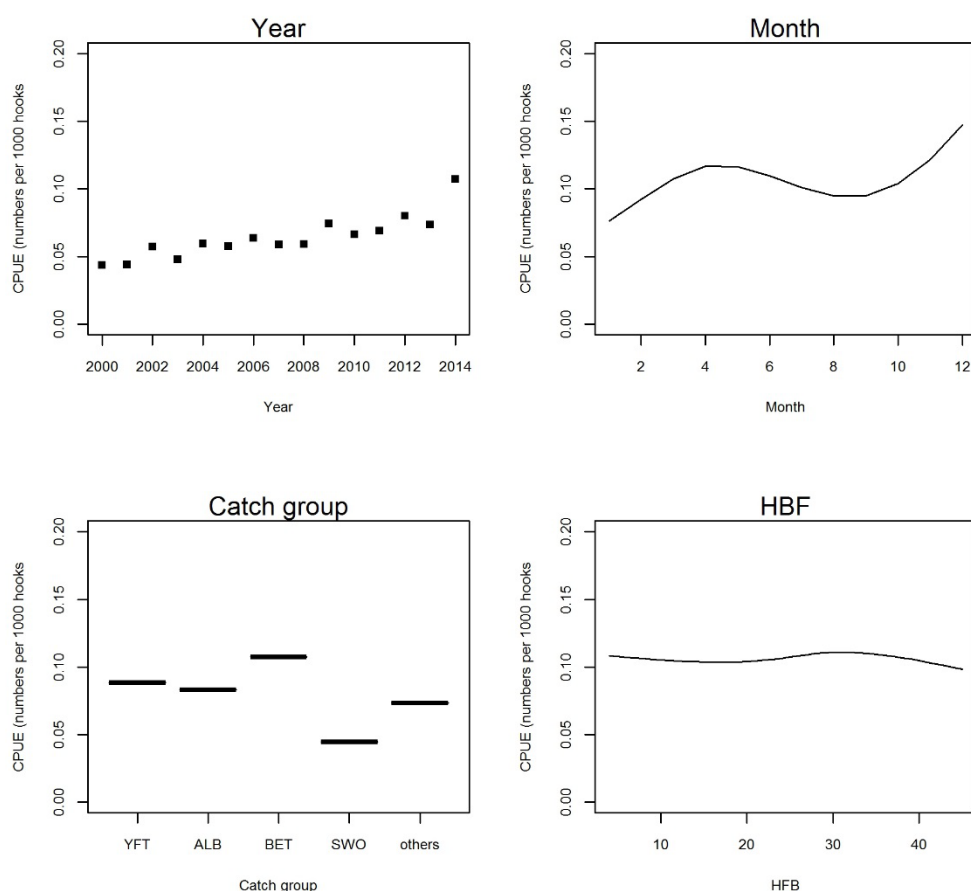 Year
CPUE (numbers per 1000 hooks
0.20
0.15
0.10
0.05
0.00
2000 2002 2004 2006 2008 2010 2012 2014
Year
Month
CPUE (numbers per 1000 hooks
0.20
0.15
0.10
0.05
0.00
2 4 6 8 10 12
Month
Catch group
CPUE (numbers per 1000 hooks
0.20
0.15
0.10
0.05
0.00
YFT ALB BET SWO others
Catch group
HBF
CPUE (numbers per 1000 hooks
0.20
0.15
0.10
0.05
0.00
10 20 30 40
HFB